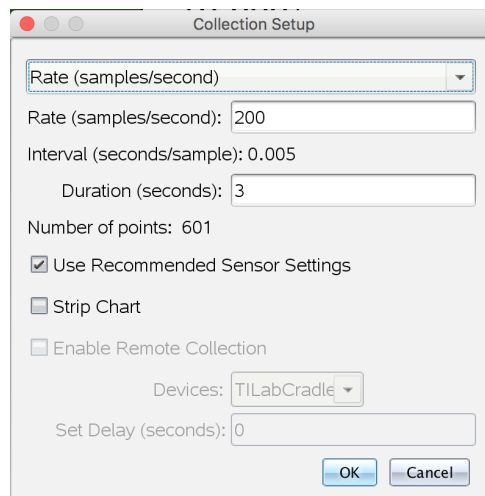 Collection Setup
Rate (samples/second)
Rate (samples/second): 200
Interval (seconds/sample): 0.005
Duration (seconds): 3
Number of points: 601
Use Recommended Sensor Settings
Strip Chart
Enable Remote Collection
Devices: TILabCradle
Set Delay (seconds): 0
OK Cancel